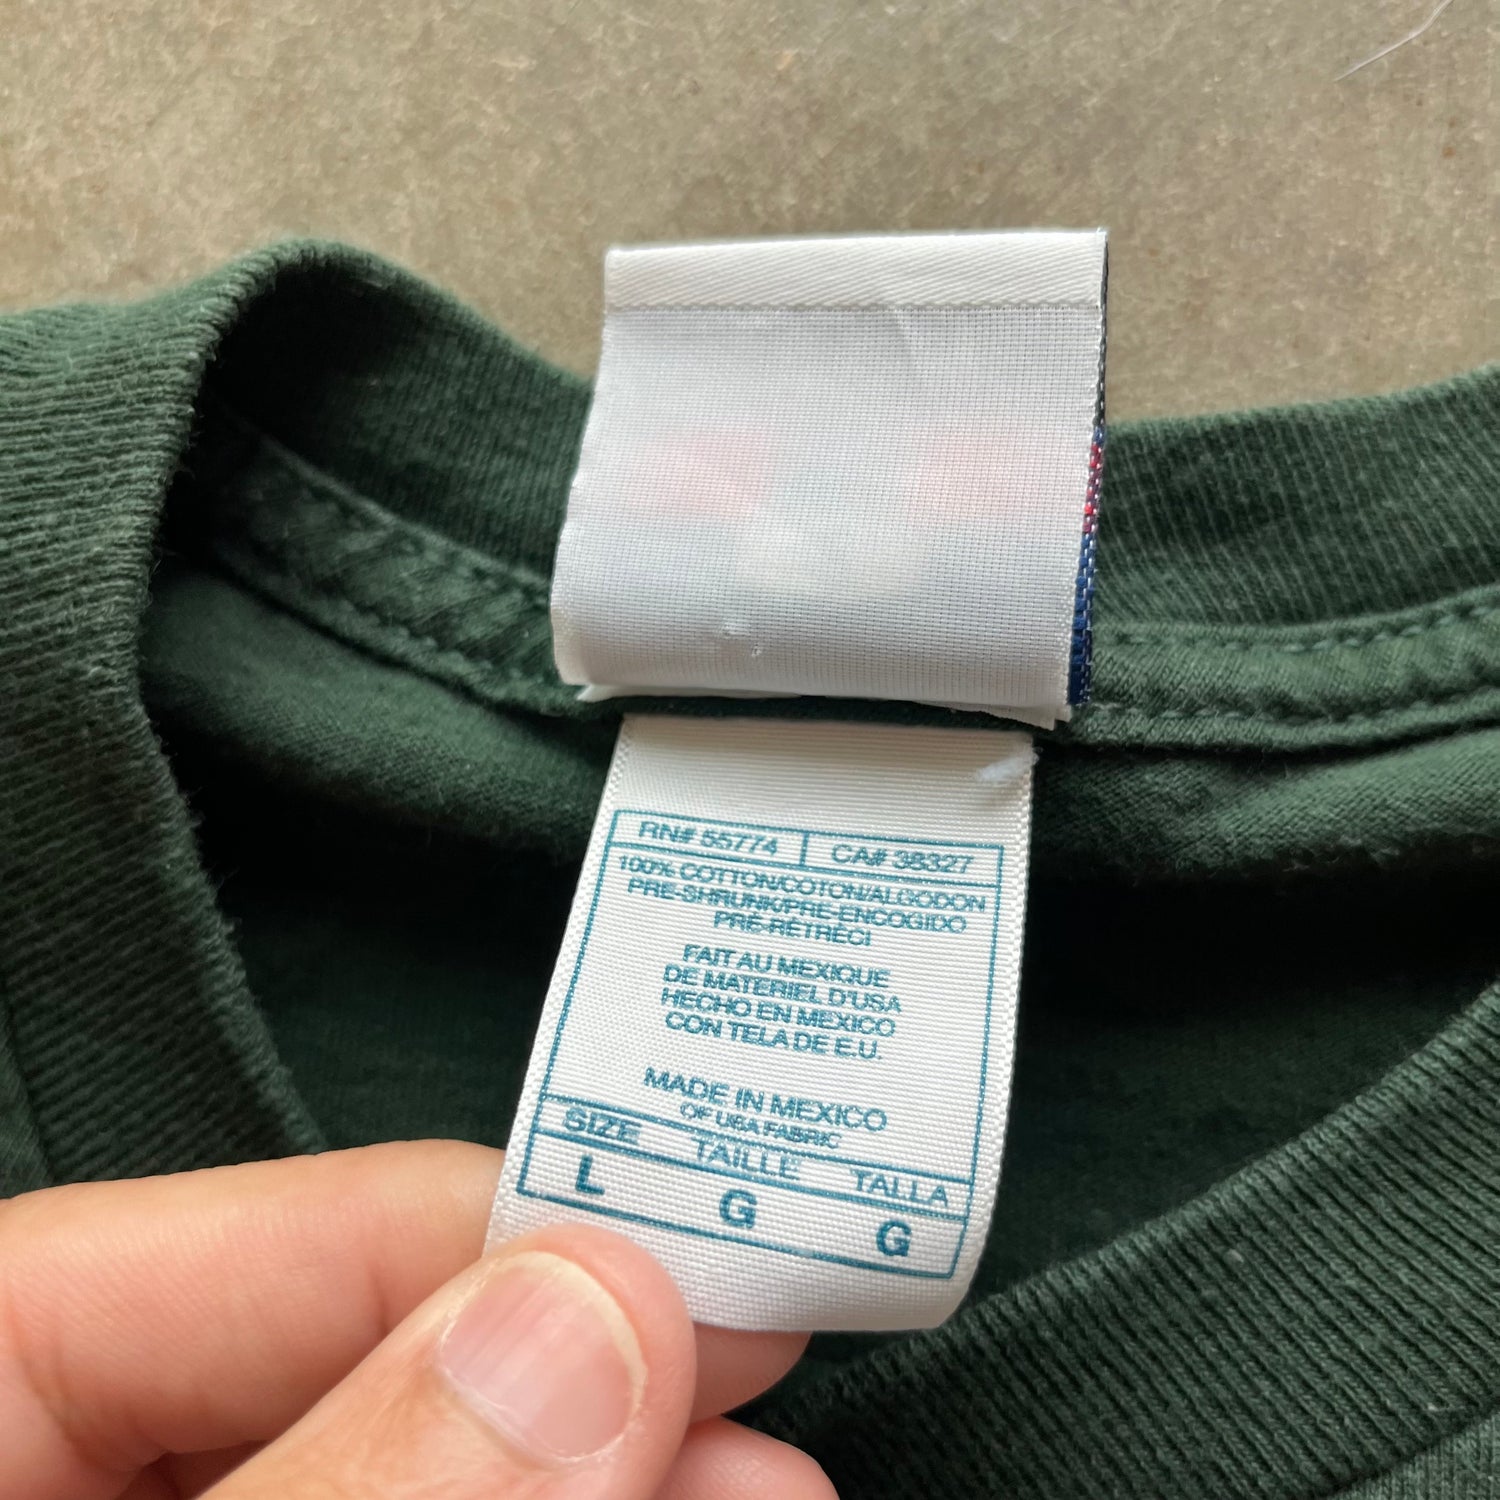 RN# 55774 CA# 38327
100% COTTON/COTON/ALGODON
PRE-SHRUNK/PRE-ENCOGIDO
PRÉ-RETRÉCI
FAIT AU MEXIQUE
DE MATERIEL D'USA
HECHO EN MEXICO
CON TELA DE E.U.
MADE IN MEXICO
OF USA FABRIC
SIZE TAILLE TALLA
L G G